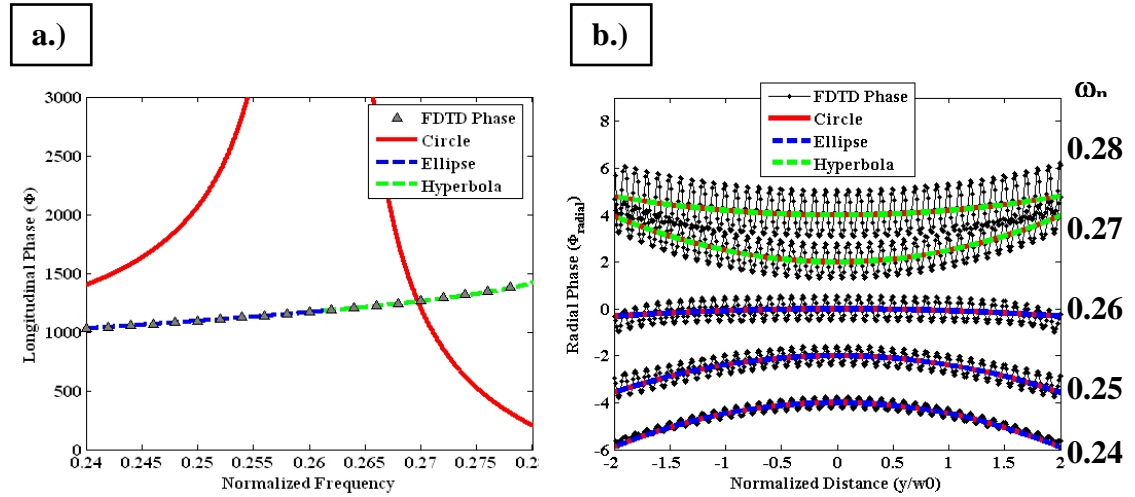 a.)
b.)
3000
2500
2000
1500
1000
500
0
Longitudinal Phase (Φ)
FDTD Phase
Circle
Ellipse
Hyperbola
0.24 0.245 0.25 0.255 0.26 0.265 0.27 0.275 0.2
Normalized Frequency
8
6
4
2
0
-2
-4
-6
Radial Phase (Φradial)
FDTD Phase
Circle
Ellipse
Hyperbola
-2 -1.5 -1 -0.5 0 0.5 1 1.5 2
Normalized Distance (y/w0)
ωn
0.28
0.27
0.26
0.25
0.24